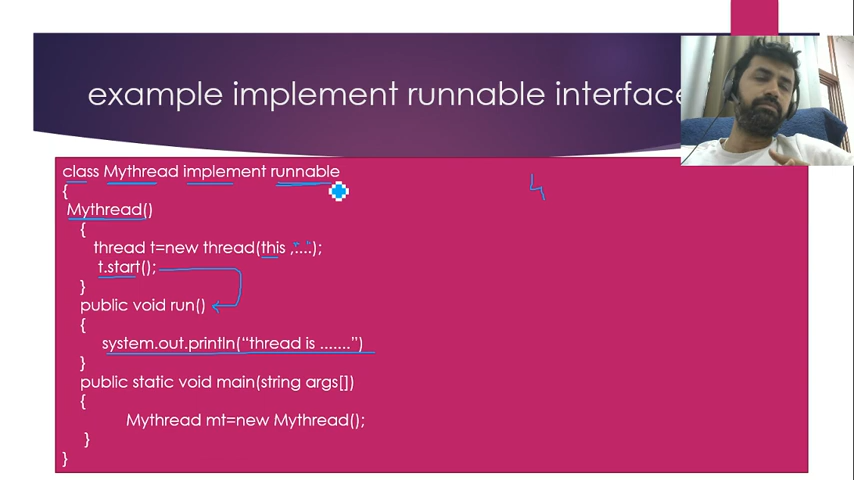 example implement runnable interface
class Mythread implement runnable
{
Mythread()
{
thread t=new thread(this ,....);
t.start();
}
public void run()
{
system.out.println(“thread is .......”)
}
public static void main(string args[])
{
Mythread mt=new Mythread();
}
}